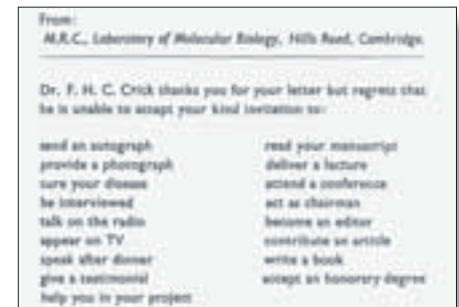 From:
M.R.C., Laboratory of Molecular Biology, Hills Road, Cambridge.
Dr. F. H. C. Crick thanks you for your letter but regrets that
he is unable to accept your kind invitation to:
send an autograph
provide a photograph
cure your disease
be interviewed
talk on the radio
appear on TV
speak after dinner
give a testimonial
help you in your project
read your manuscript
deliver a lecture
attend a conference
act as chairman
become an editor
contribute an article
write a book
accept an honorary degree